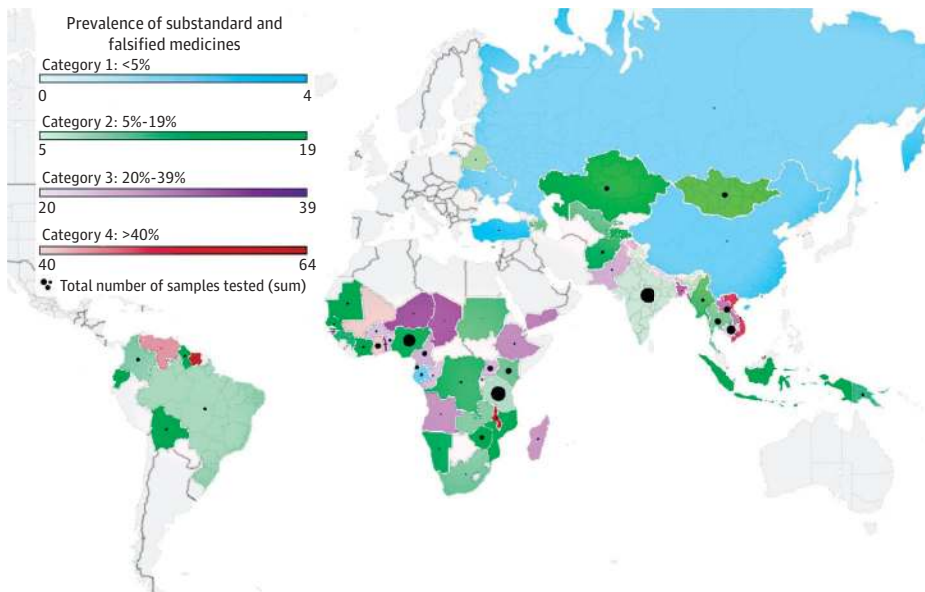 Prevalence of substandard and
falsified medicines
Category 1: <5%
0 4
Category 2: 5%-19%
5 19
Category 3: 20%-39%
20 39
Category 4: >40%
40 64
Total number of samples tested (sum)